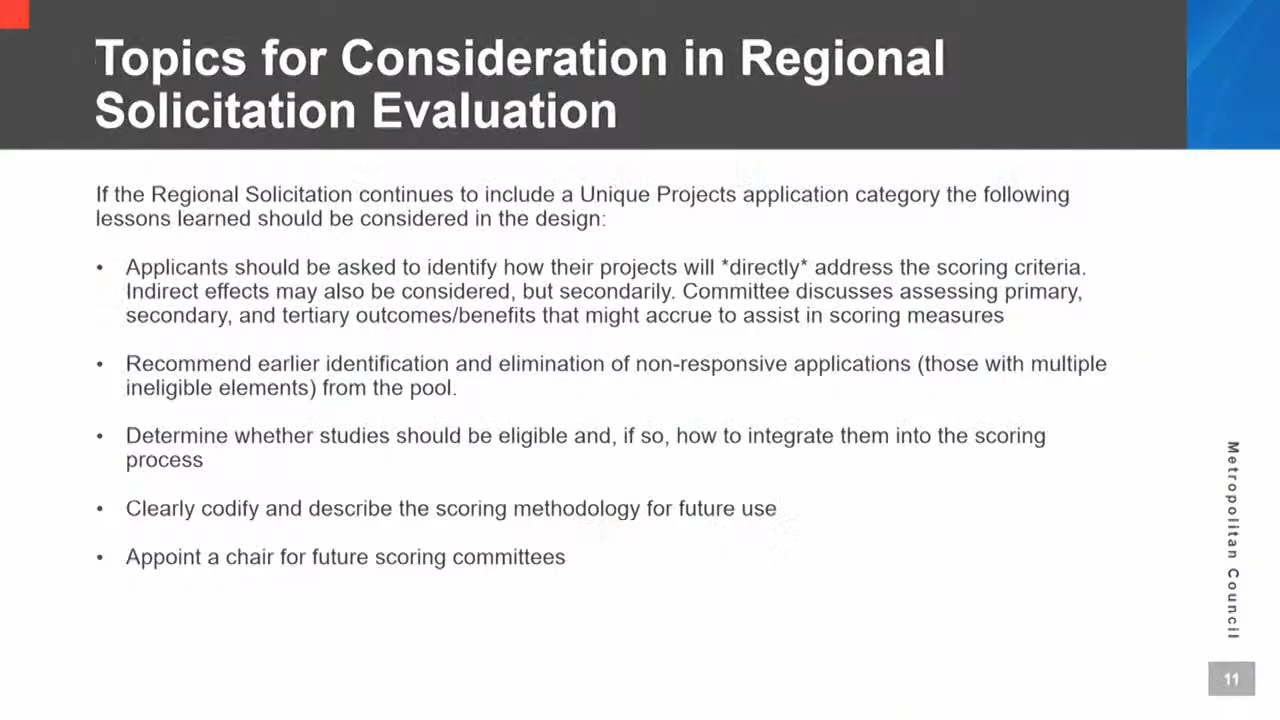 Topics for Consideration in Regional
Solicitation Evaluation
If the Regional Solicitation continues to include a Unique Projects application category the following
lessons learned should be considered in the design:
• Applicants should be asked to identify how their projects will *directly* address the scoring criteria.
Indirect effects may also be considered, but secondarily. Committee discusses assessing primary,
secondary, and tertiary outcomes/benefits that might accrue to assist in scoring measures
• Recommend earlier identification and elimination of non-responsive applications (those with multiple
ineligible elements) from the pool.
• Determine whether studies should be eligible and, if so, how to integrate them into the scoring
process
• Clearly codify and describe the scoring methodology for future use
• Appoint a chair for future scoring committees
Metropolitan Council
11